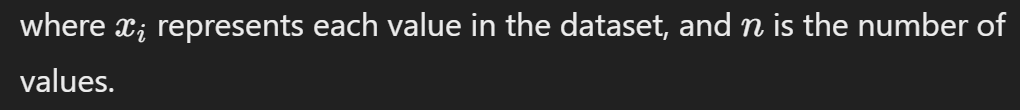 where xᵢ represents each value in the dataset, and n is the number of
values.